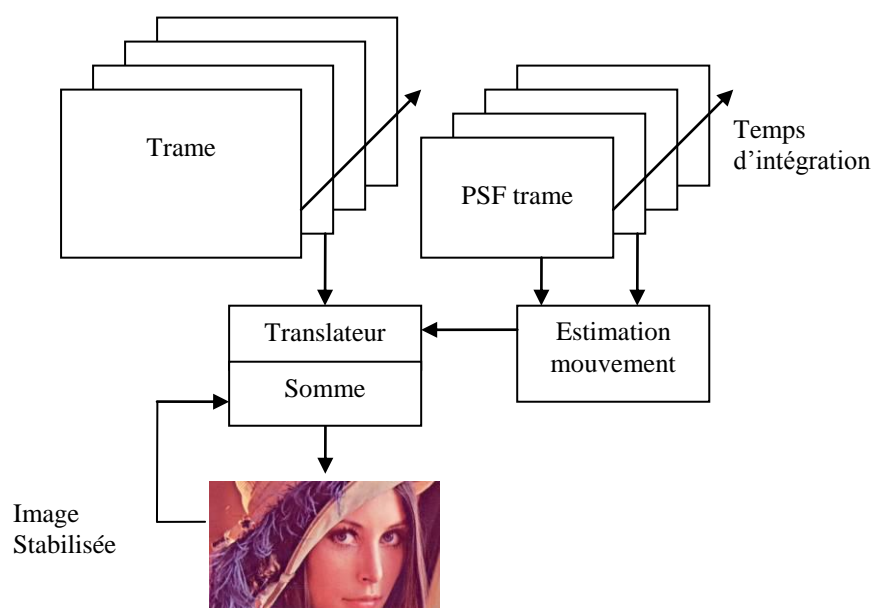 Trame
PSF trame
Temps
d’intégration
Translateur
Estimation
mouvement
Somme
Image
Stabilisée